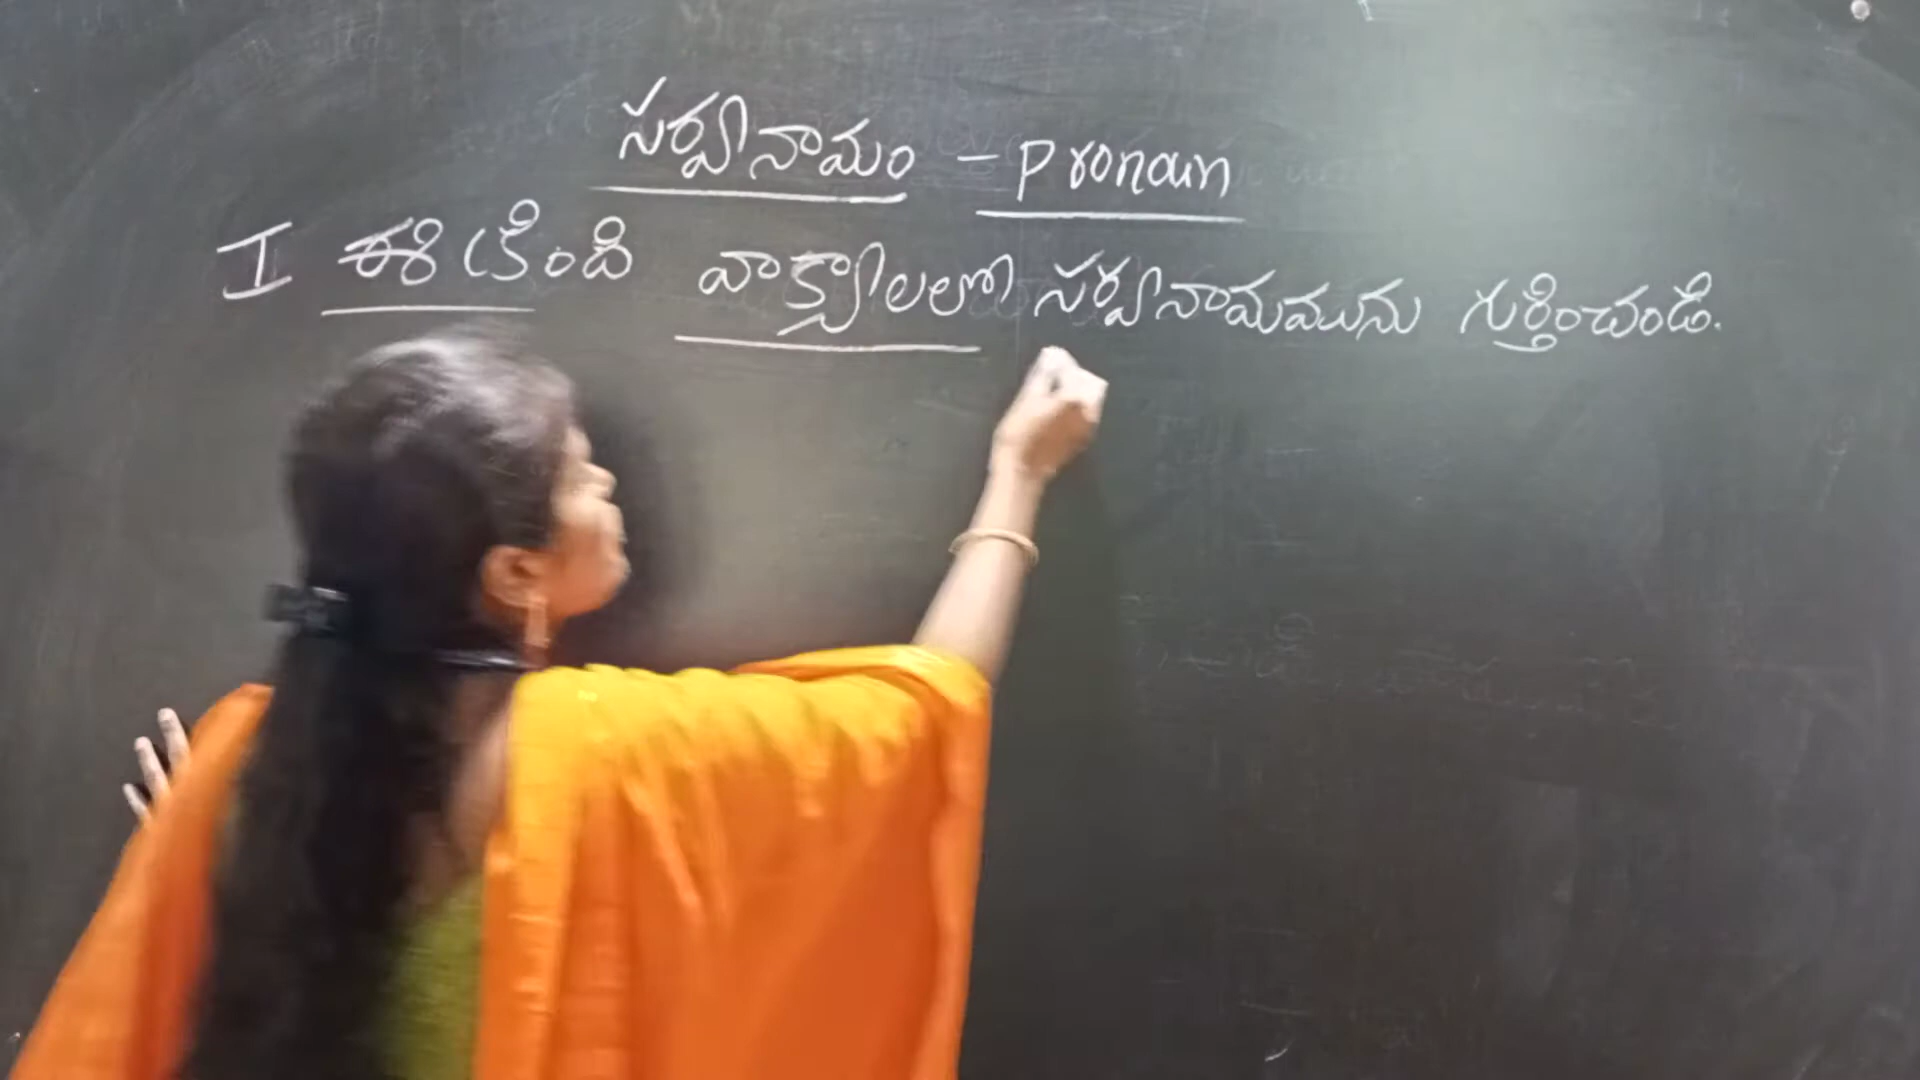 సర్వనామం - pronoun
I ఈ క్రింది వాక్యాలలో సర్వనామమును గుర్తించండి.